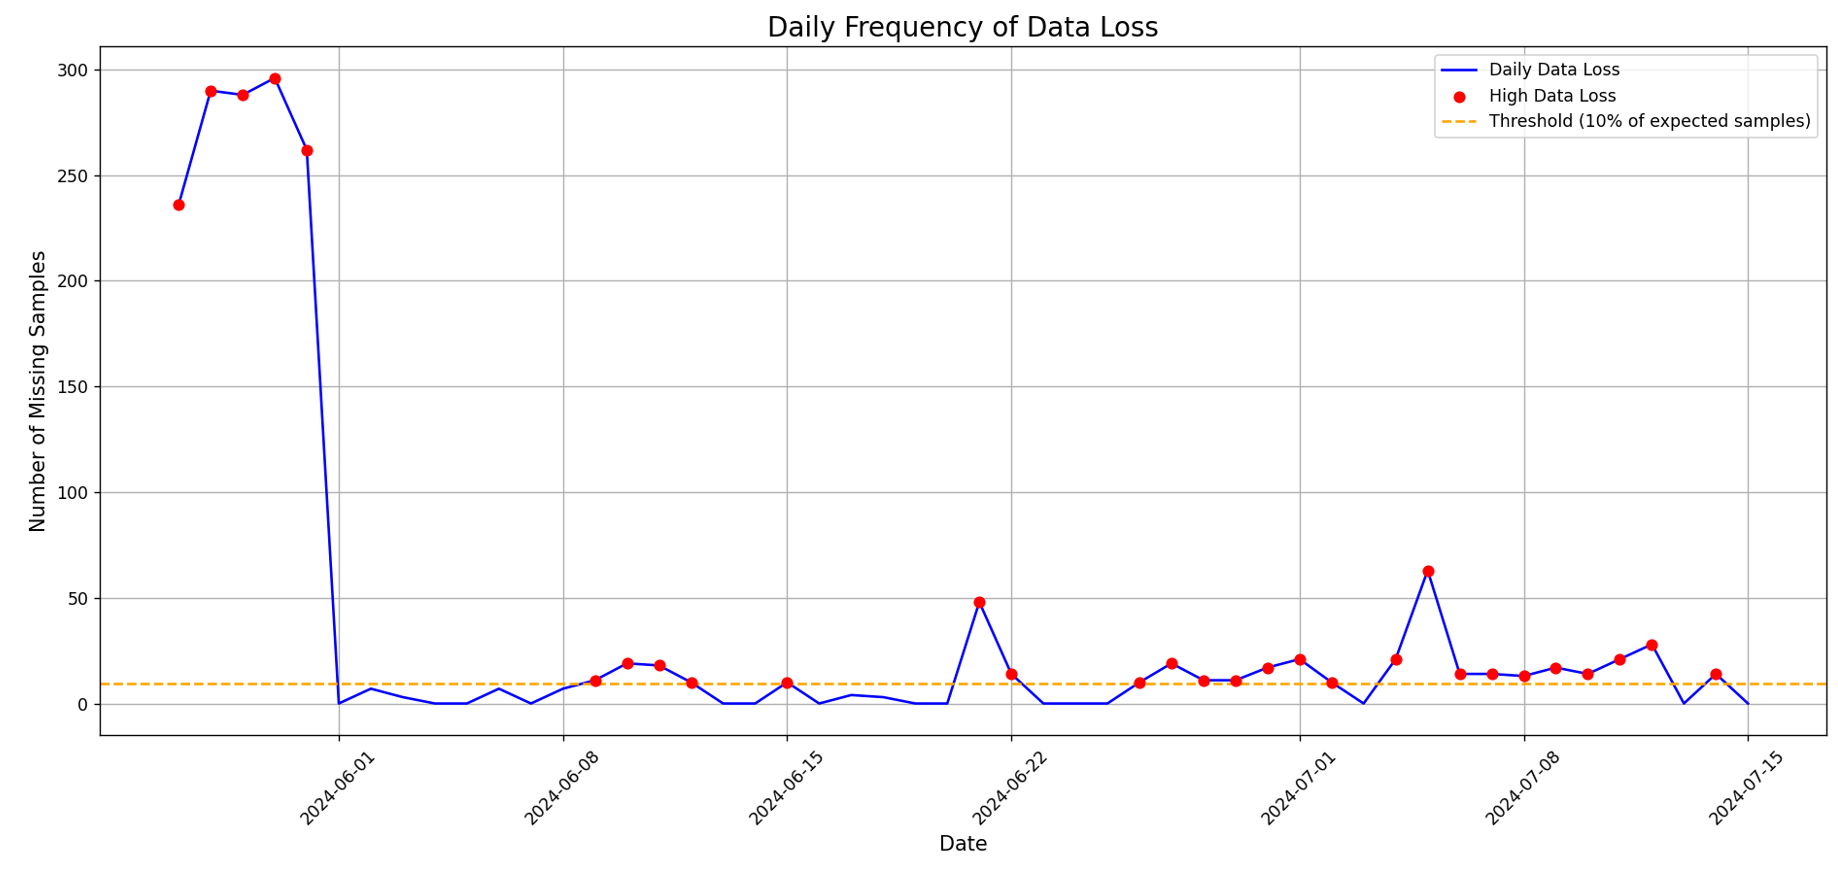 Daily Frequency of Data Loss
Daily Data Loss
High Data Loss
Threshold (10% of expected samples)
Number of Missing Samples
300
250
200
150
100
50
0
2024-06-01
2024-06-08
2024-06-15
2024-06-22
2024-07-01
2024-07-08
2024-07-15
Date